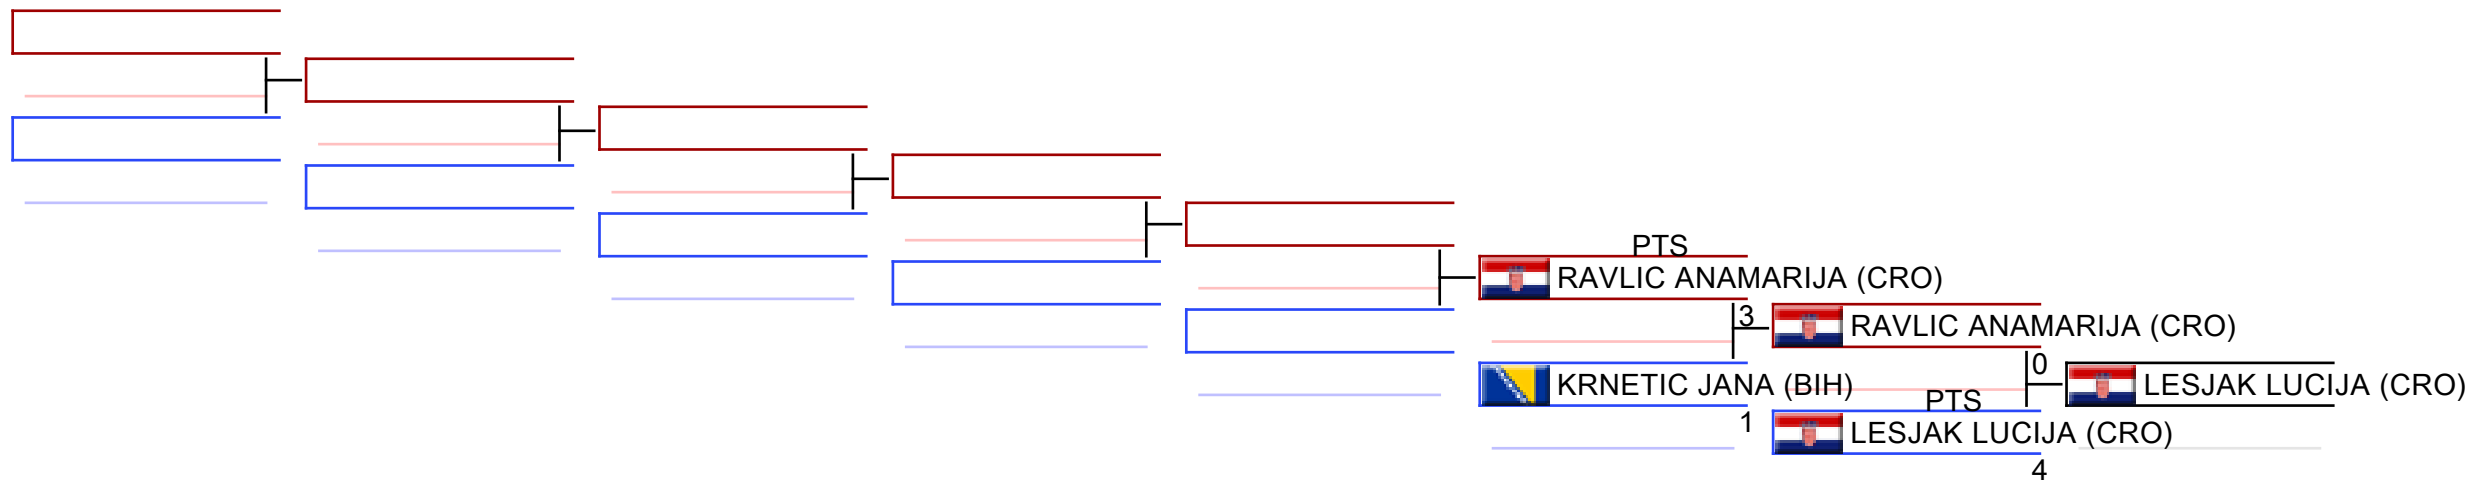 PTS
RAVLIC ANAMARIJA (CRO)
3
RAVLIC ANAMARIJA (CRO)
0
KRNETIC JANA (BIH)
LESJAK LUCIJA (CRO)
PTS
1
LESJAK LUCIJA (CRO)
4